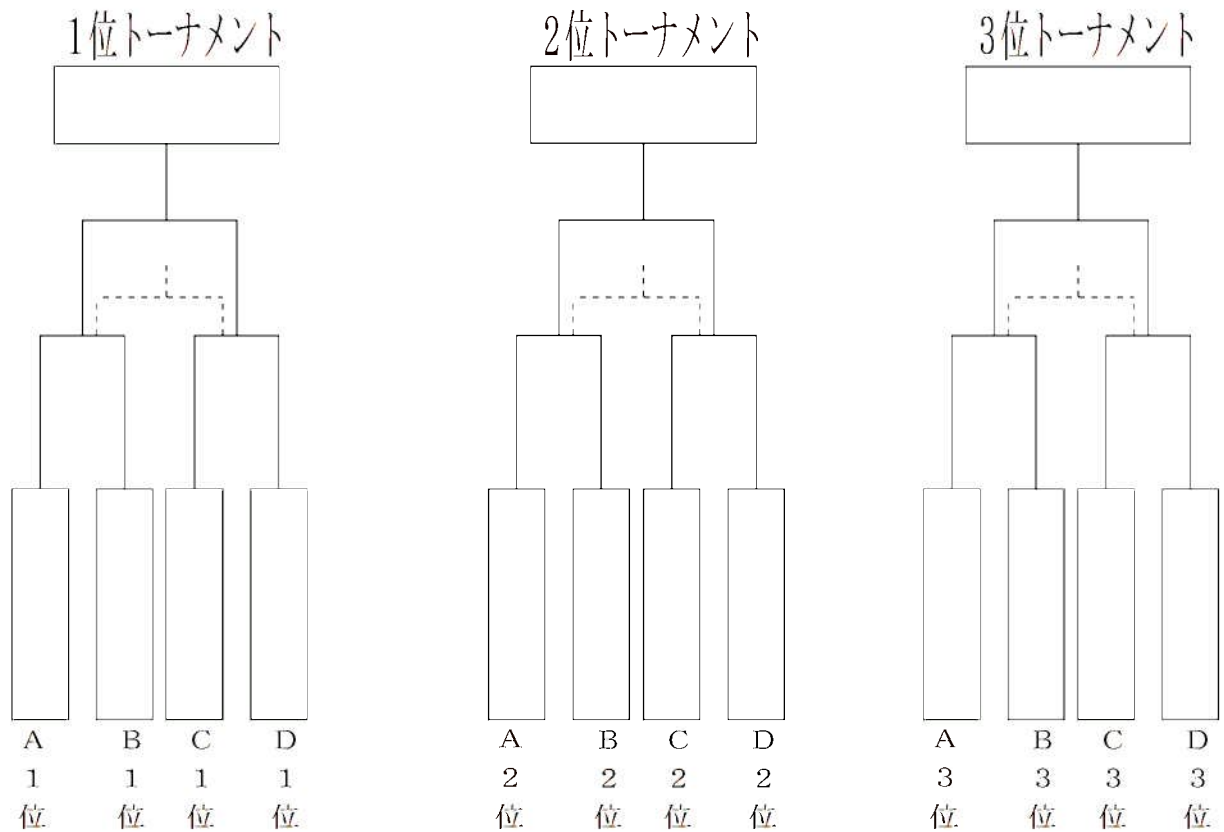 1位トーナメント
2位トーナメント
3位トーナメント
A B C D
1 1 1 1
位 位 位 位
A B C D
2 2 2 2
位 位 位 位
A B C D
3 3 3 3
位 位 位 位